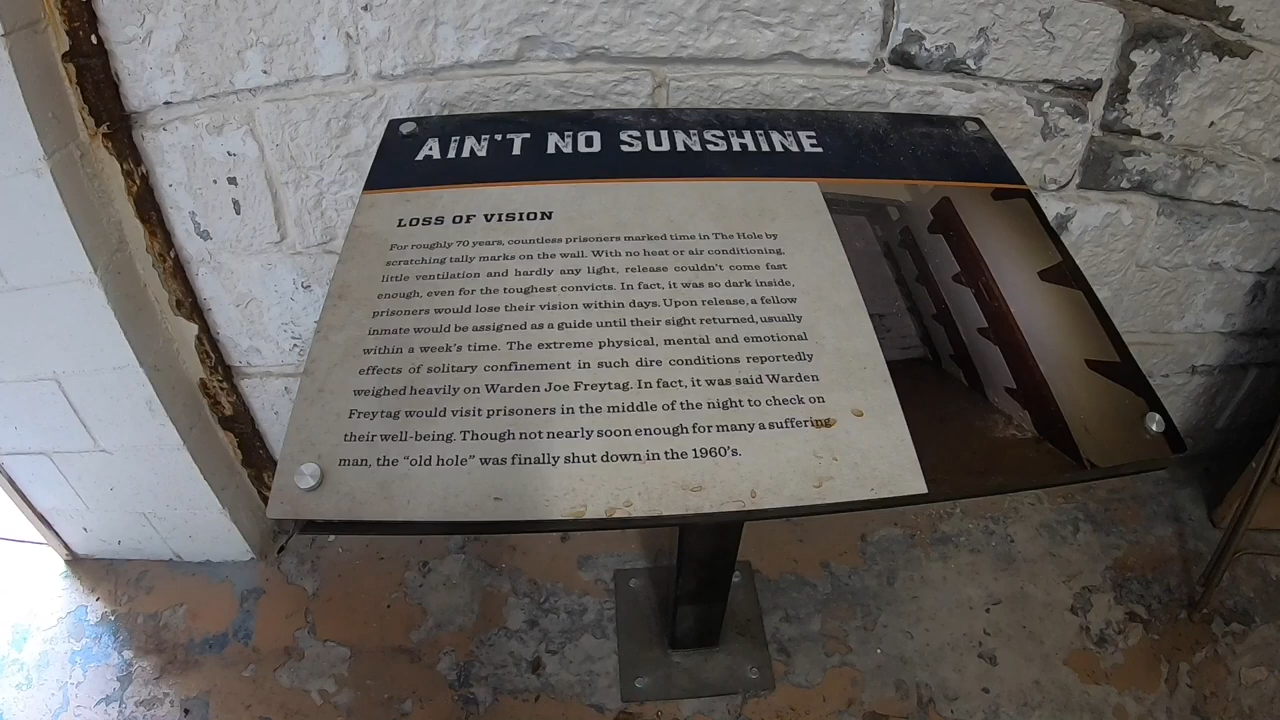 AIN'T NO SUNSHINE
LOSS OF VISION
For roughly 70 years, countless prisoners marked time in The Hole by
scratching tally marks on the wall. With no heat or air conditioning,
little ventilation and hardly any light, release couldn't come fast
enough, even for the toughest convicts. In fact, it was so dark inside,
prisoners would lose their vision within days. Upon release, a fellow
inmate would be assigned as a guide until their sight returned, usually
within a week's time. The extreme physical, mental and emotional
effects of solitary confinement in such dire conditions reportedly
weighed heavily on Warden Joe Freytag. In fact, it was said Warden
Freytag would visit prisoners in the middle of the night to check on
their well-being. Though not nearly soon enough for many a suffering
man, the “old hole” was finally shut down in the 1960's.